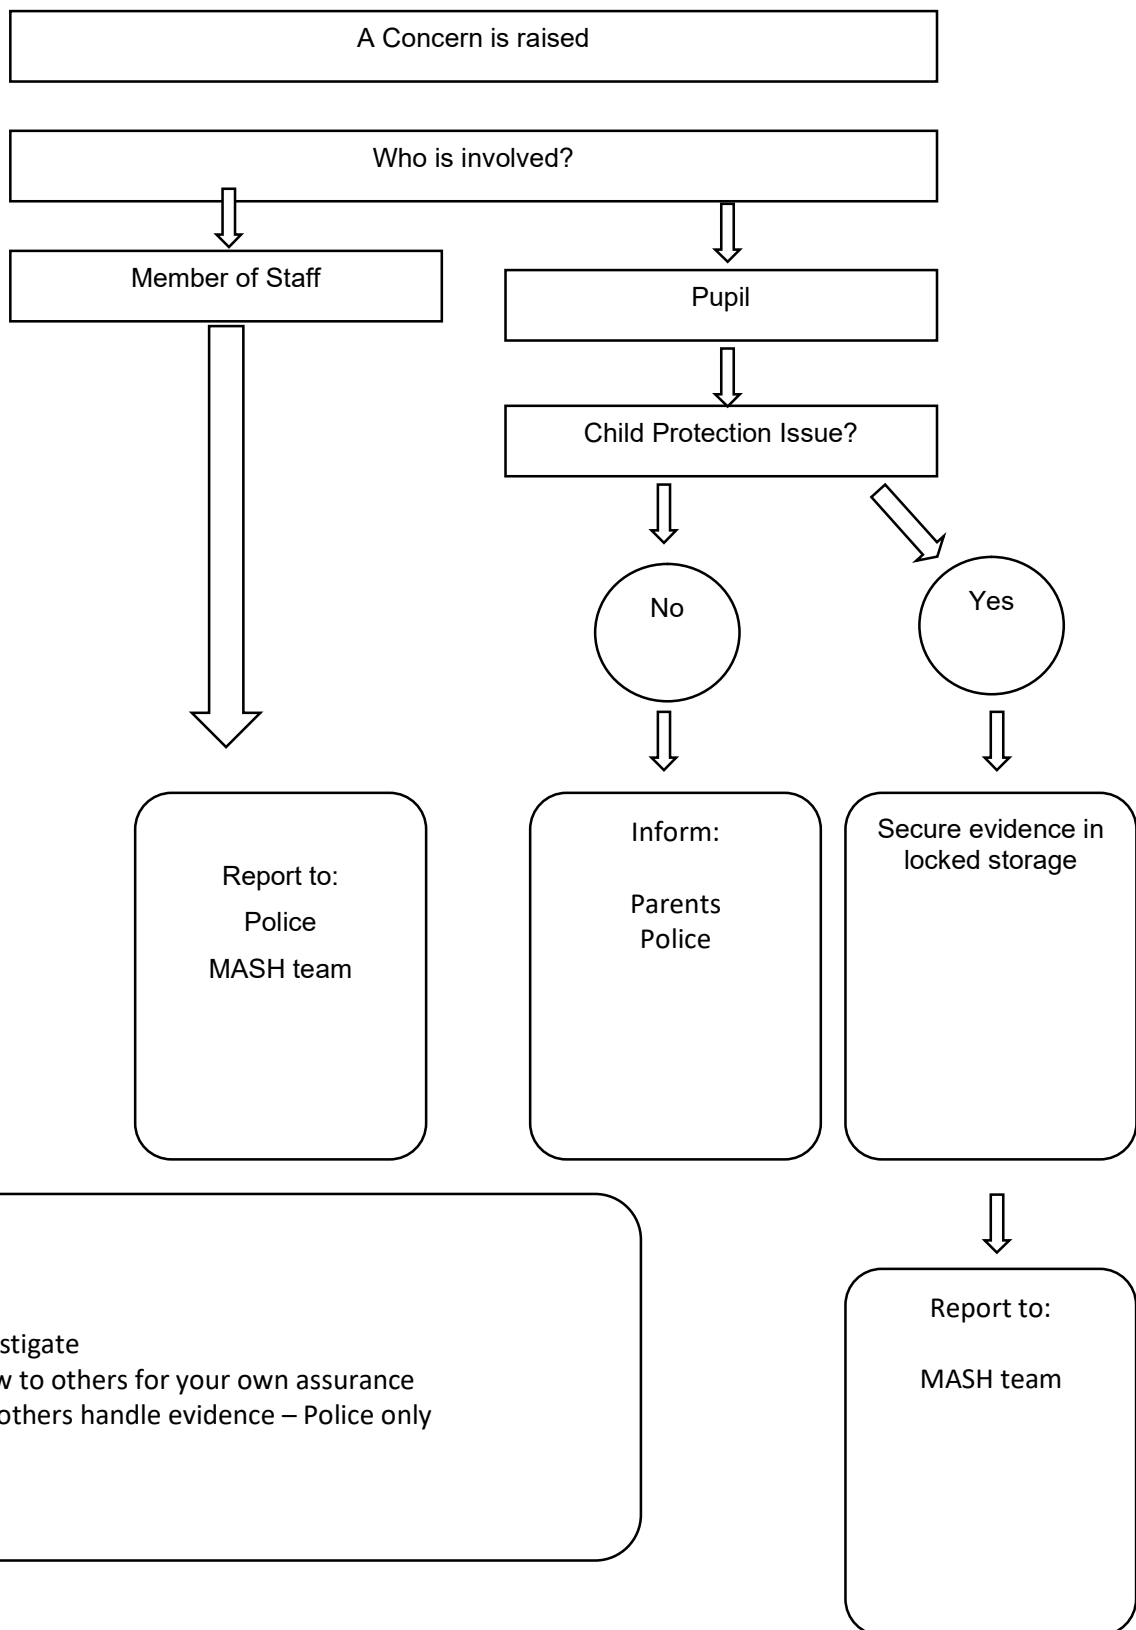 A Concern is raised
Who is involved?
Member of Staff
Pupil
Child Protection Issue?
No
Yes
Report to:
Police
MASH team
Inform:
Parents
Police
Secure evidence in
locked storage
stigate
w to others for your own assurance
others handle evidence – Police only
Report to:
MASH team